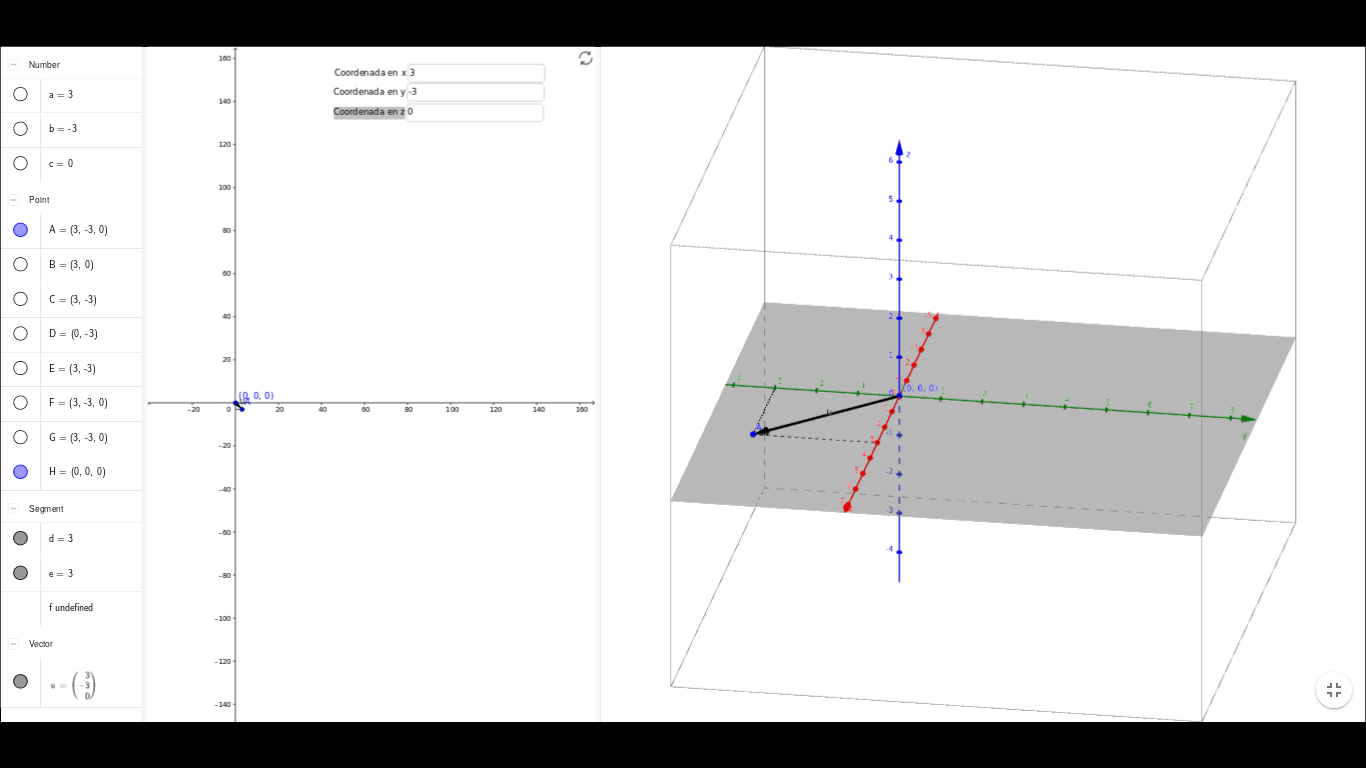 Number
a = 3
b = -3
c = 0
Point
A = (3, -3, 0)
B = (3, 0)
C = (3, -3)
D = (0, -3)
E = (3, -3)
F = (3, -3, 0)
G = (3, -3, 0)
H = (0, 0, 0)
Segment
d = 3
e = 3
f undefined
Vector
u = (3 -3 0)
Coordenada en x 3
Coordenada en y -3
Coordenada en z 0
160
140
120
100
80
60
40
20
(0, 0, 0)
-20 0 20 40 60 80 100 120 140 160
-20
-40
-60
-80
-100
-120
-140
z
6
5
4
3
2
1
0
(0, 0, 0)
-1
-2
-3
-4
y